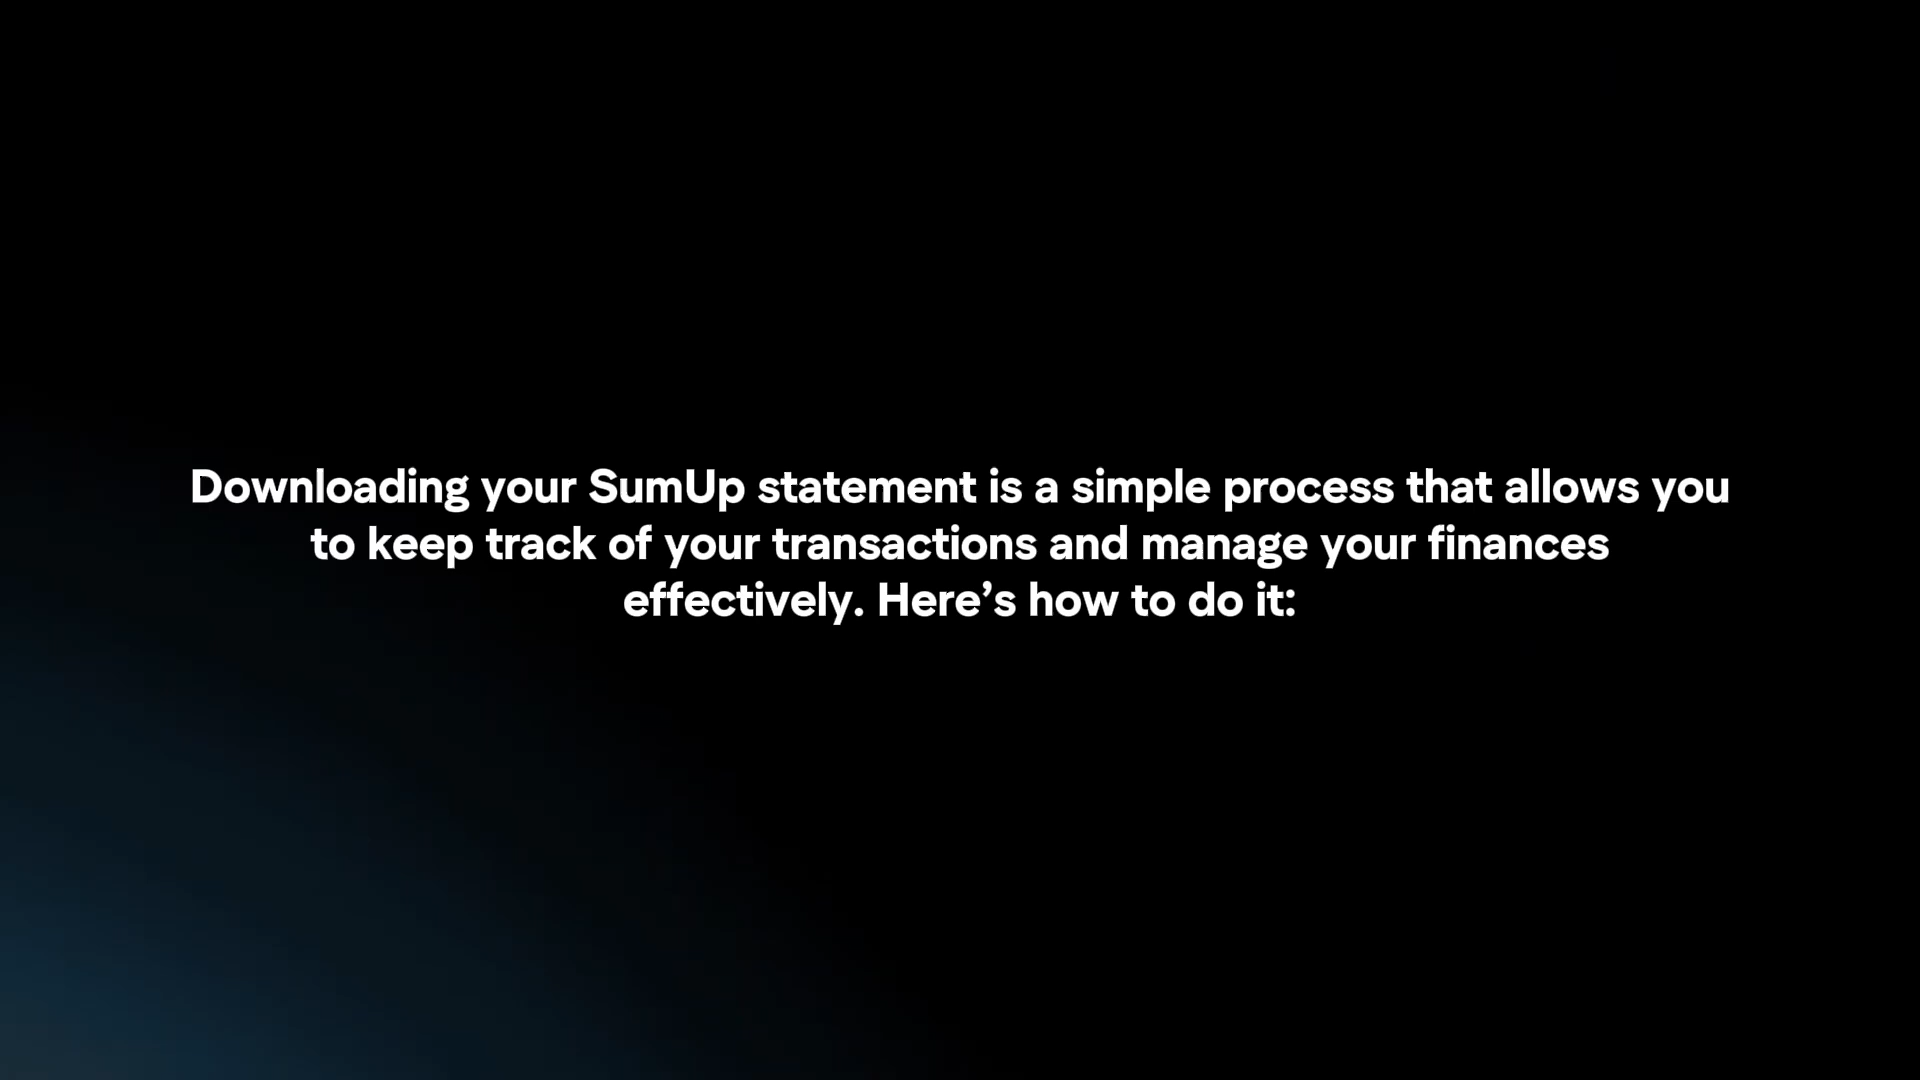 Downloading your SumUp statement is a simple process that allows you
to keep track of your transactions and manage your finances
effectively. Here’s how to do it: